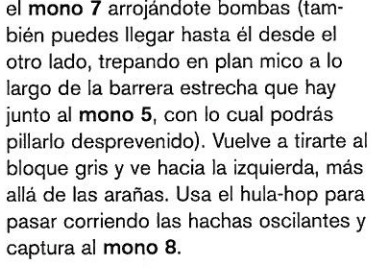 el mono 7 arrojándote bombas (tam-
bién puedes llegar hasta él desde el
otro lado, trepando en plan mico a lo
largo de la barrera estrecha que hay
junto al mono 5, con lo cual podrás
pillarlo desprevenido). Vuelve a tirarte al
bloque gris y ve hacia la izquierda, más
allá de las arañas. Usa el hula-hop para
pasar corriendo las hachas oscilantes y
captura al mono 8.